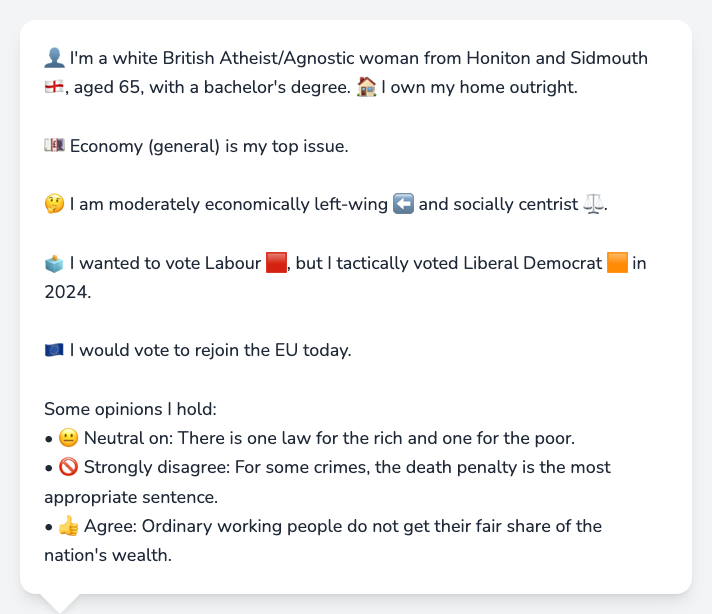 👤 I'm a white British Atheist/Agnostic woman from Honiton and Sidmouth
🏴󠁧󠁢󠁥󠁮󠁧󠁿, aged 65, with a bachelor's degree. 🏠 I own my home outright.
💷 Economy (general) is my top issue.
🤔 I am moderately economically left-wing ⬅️ and socially centrist ⚖️.
🗳️ I wanted to vote Labour 🟥, but I tactically voted Liberal Democrat 🟧 in
2024.
🇪🇺 I would vote to rejoin the EU today.
Some opinions I hold:
• 😐 Neutral on: There is one law for the rich and one for the poor.
• 🚫 Strongly disagree: For some crimes, the death penalty is the most
appropriate sentence.
• 👍 Agree: Ordinary working people do not get their fair share of the
nation's wealth.